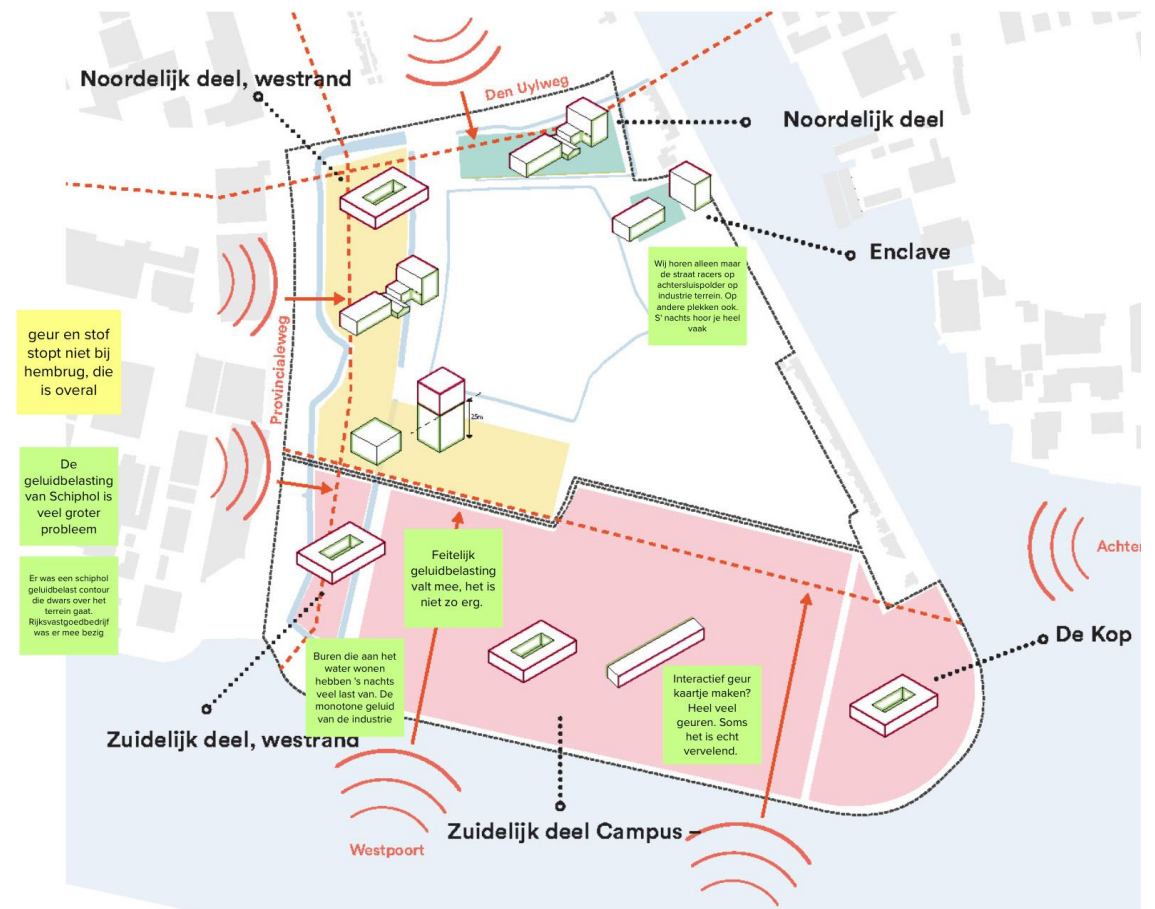 Noordelijk deel, westrand
Den Uylweg
Noordelijk deel
Enclave
Wij horen alleen maar
de straat racers op
achtersluispolder op
industrie terrein. Op
andere plekken ook.
S' nachts hoor je heel
vaak
geur en stof
stopt niet bij
hembrug, die
is overal
Provincialeweg
25m
De
geluidbelasting
van Schiphol is
veel groter
probleem
Er was een schiphol
geluidbelast contour
die dwars over het
terrein gaat.
Rijksvastgoedbedrijf
was er mee bezig
Feitelijk
geluidbelasting
valt mee, het is
niet zo erg.
Achter
De Kop
Buren die aan het
water wonen
hebben 's nachts
veel last van. De
monotone geluid
van de industrie
Interactief geur
kaartje maken?
Heel veel
geuren. Soms
het is echt
vervelend.
Zuidelijk deel, westrand
Zuidelijk deel Campus –
Westpoort